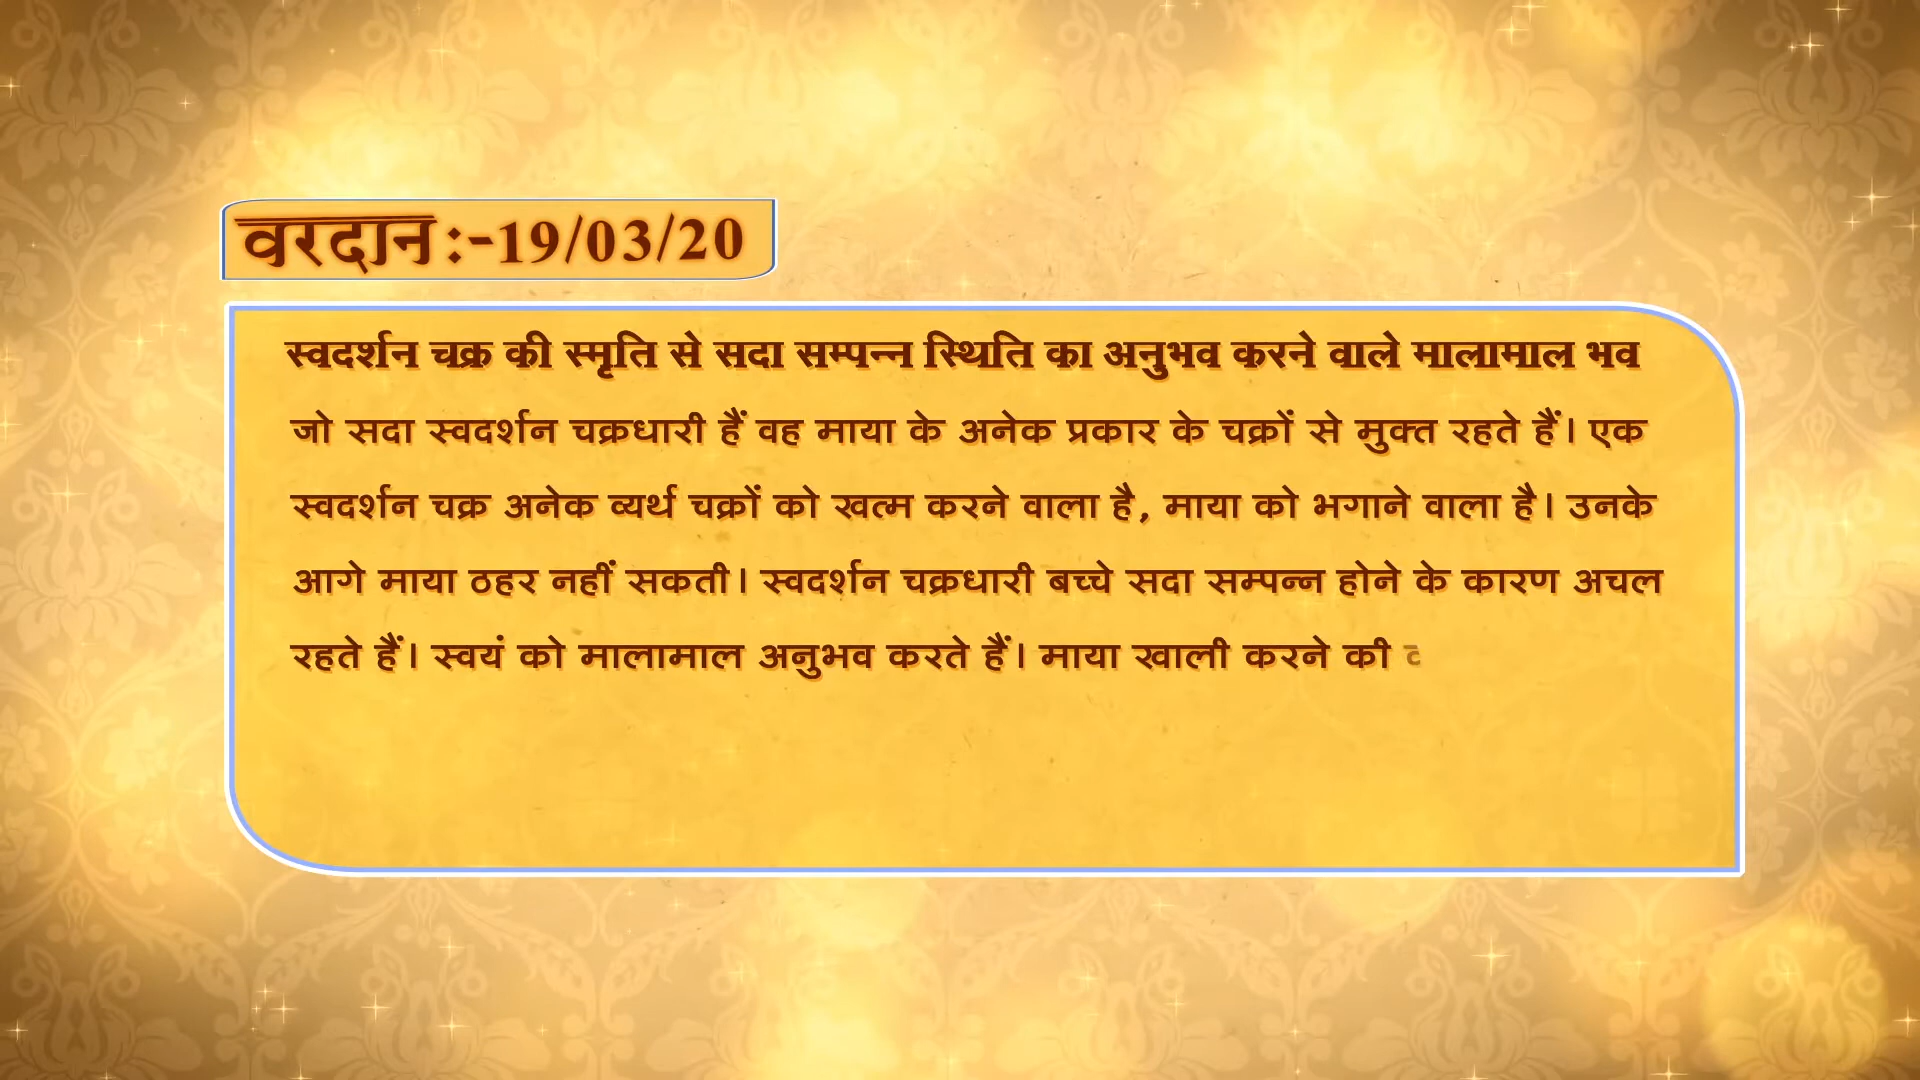 वरदान:-19/03/20
स्वदर्शन चक्र की स्मृति से सदा सम्पन्न स्थिति का अनुभव करने वाले मालामाल भव
जो सदा स्वदर्शन चक्रधारी हैं वह माया के अनेक प्रकार के चक्रों से मुक्त रहते हैं। एक
स्वदर्शन चक्र अनेक व्यर्थ चक्रों को खत्म करने वाला है, माया को भगाने वाला है। उनके
आगे माया ठहर नहीं सकती। स्वदर्शन चक्रधारी बच्चे सदा सम्पन्न होने के कारण अचल
रहते हैं। स्वयं को मालामाल अनुभव करते हैं। माया खाली करने की